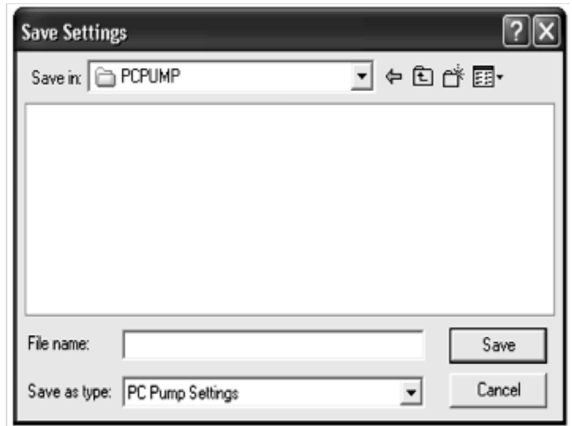 Save Settings
Save in: PCPUMP
File name:
Save
Save as type: PC Pump Settings
Cancel